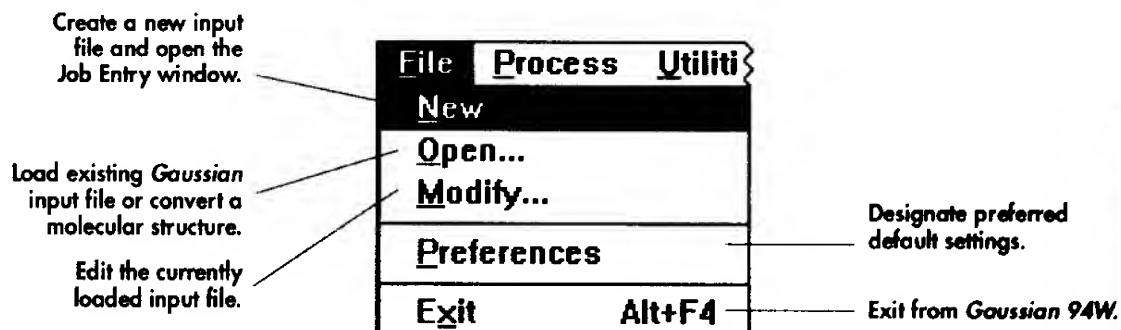 Create a new input
file and open the
Job Entry window.
File Process Utiliti
New
Open...
Load existing Gaussian
input file or convert a
molecular structure.
Modify...
Designate preferred
default settings.
Preferences
Edit the currently
loaded input file.
Exit Alt+F4
Exit from Gaussian 94W.